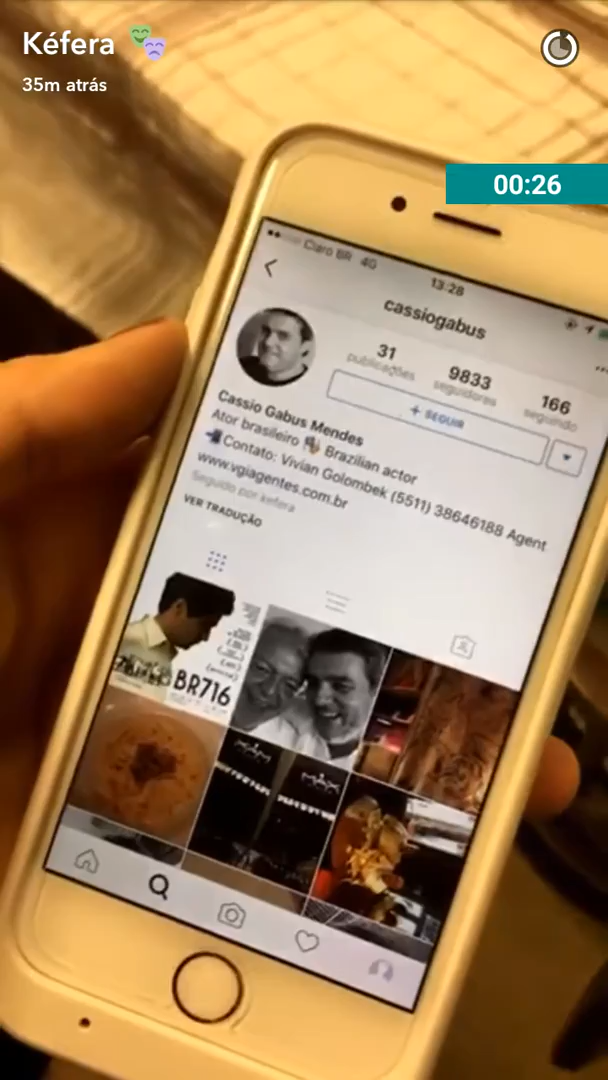 Kéfera
35m atrás
00:26
Claro BR 4G
13:28
cassiogabus
31
publicações
9833
seguidores
166
seguindo
+ SEGUIR
Cassio Gabus Mendes
Ator brasileiro Brazilian actor
Contato: Vivian Golombek (5511) 38646188 Agent
www.vgiagentes.com.br
Seguido por kefera
VER TRADUÇÃO
BR716